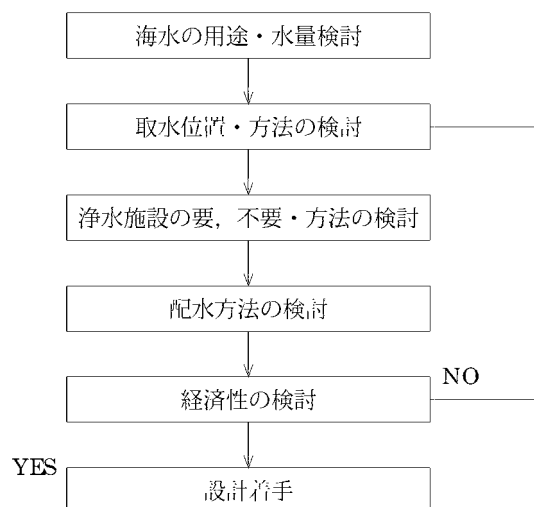 海水の用途・水量検討
取水位置・方法の検討
浄水施設の要，不要・方法の検討
配水方法の検討
経済性の検討
NO
YES
設計着手